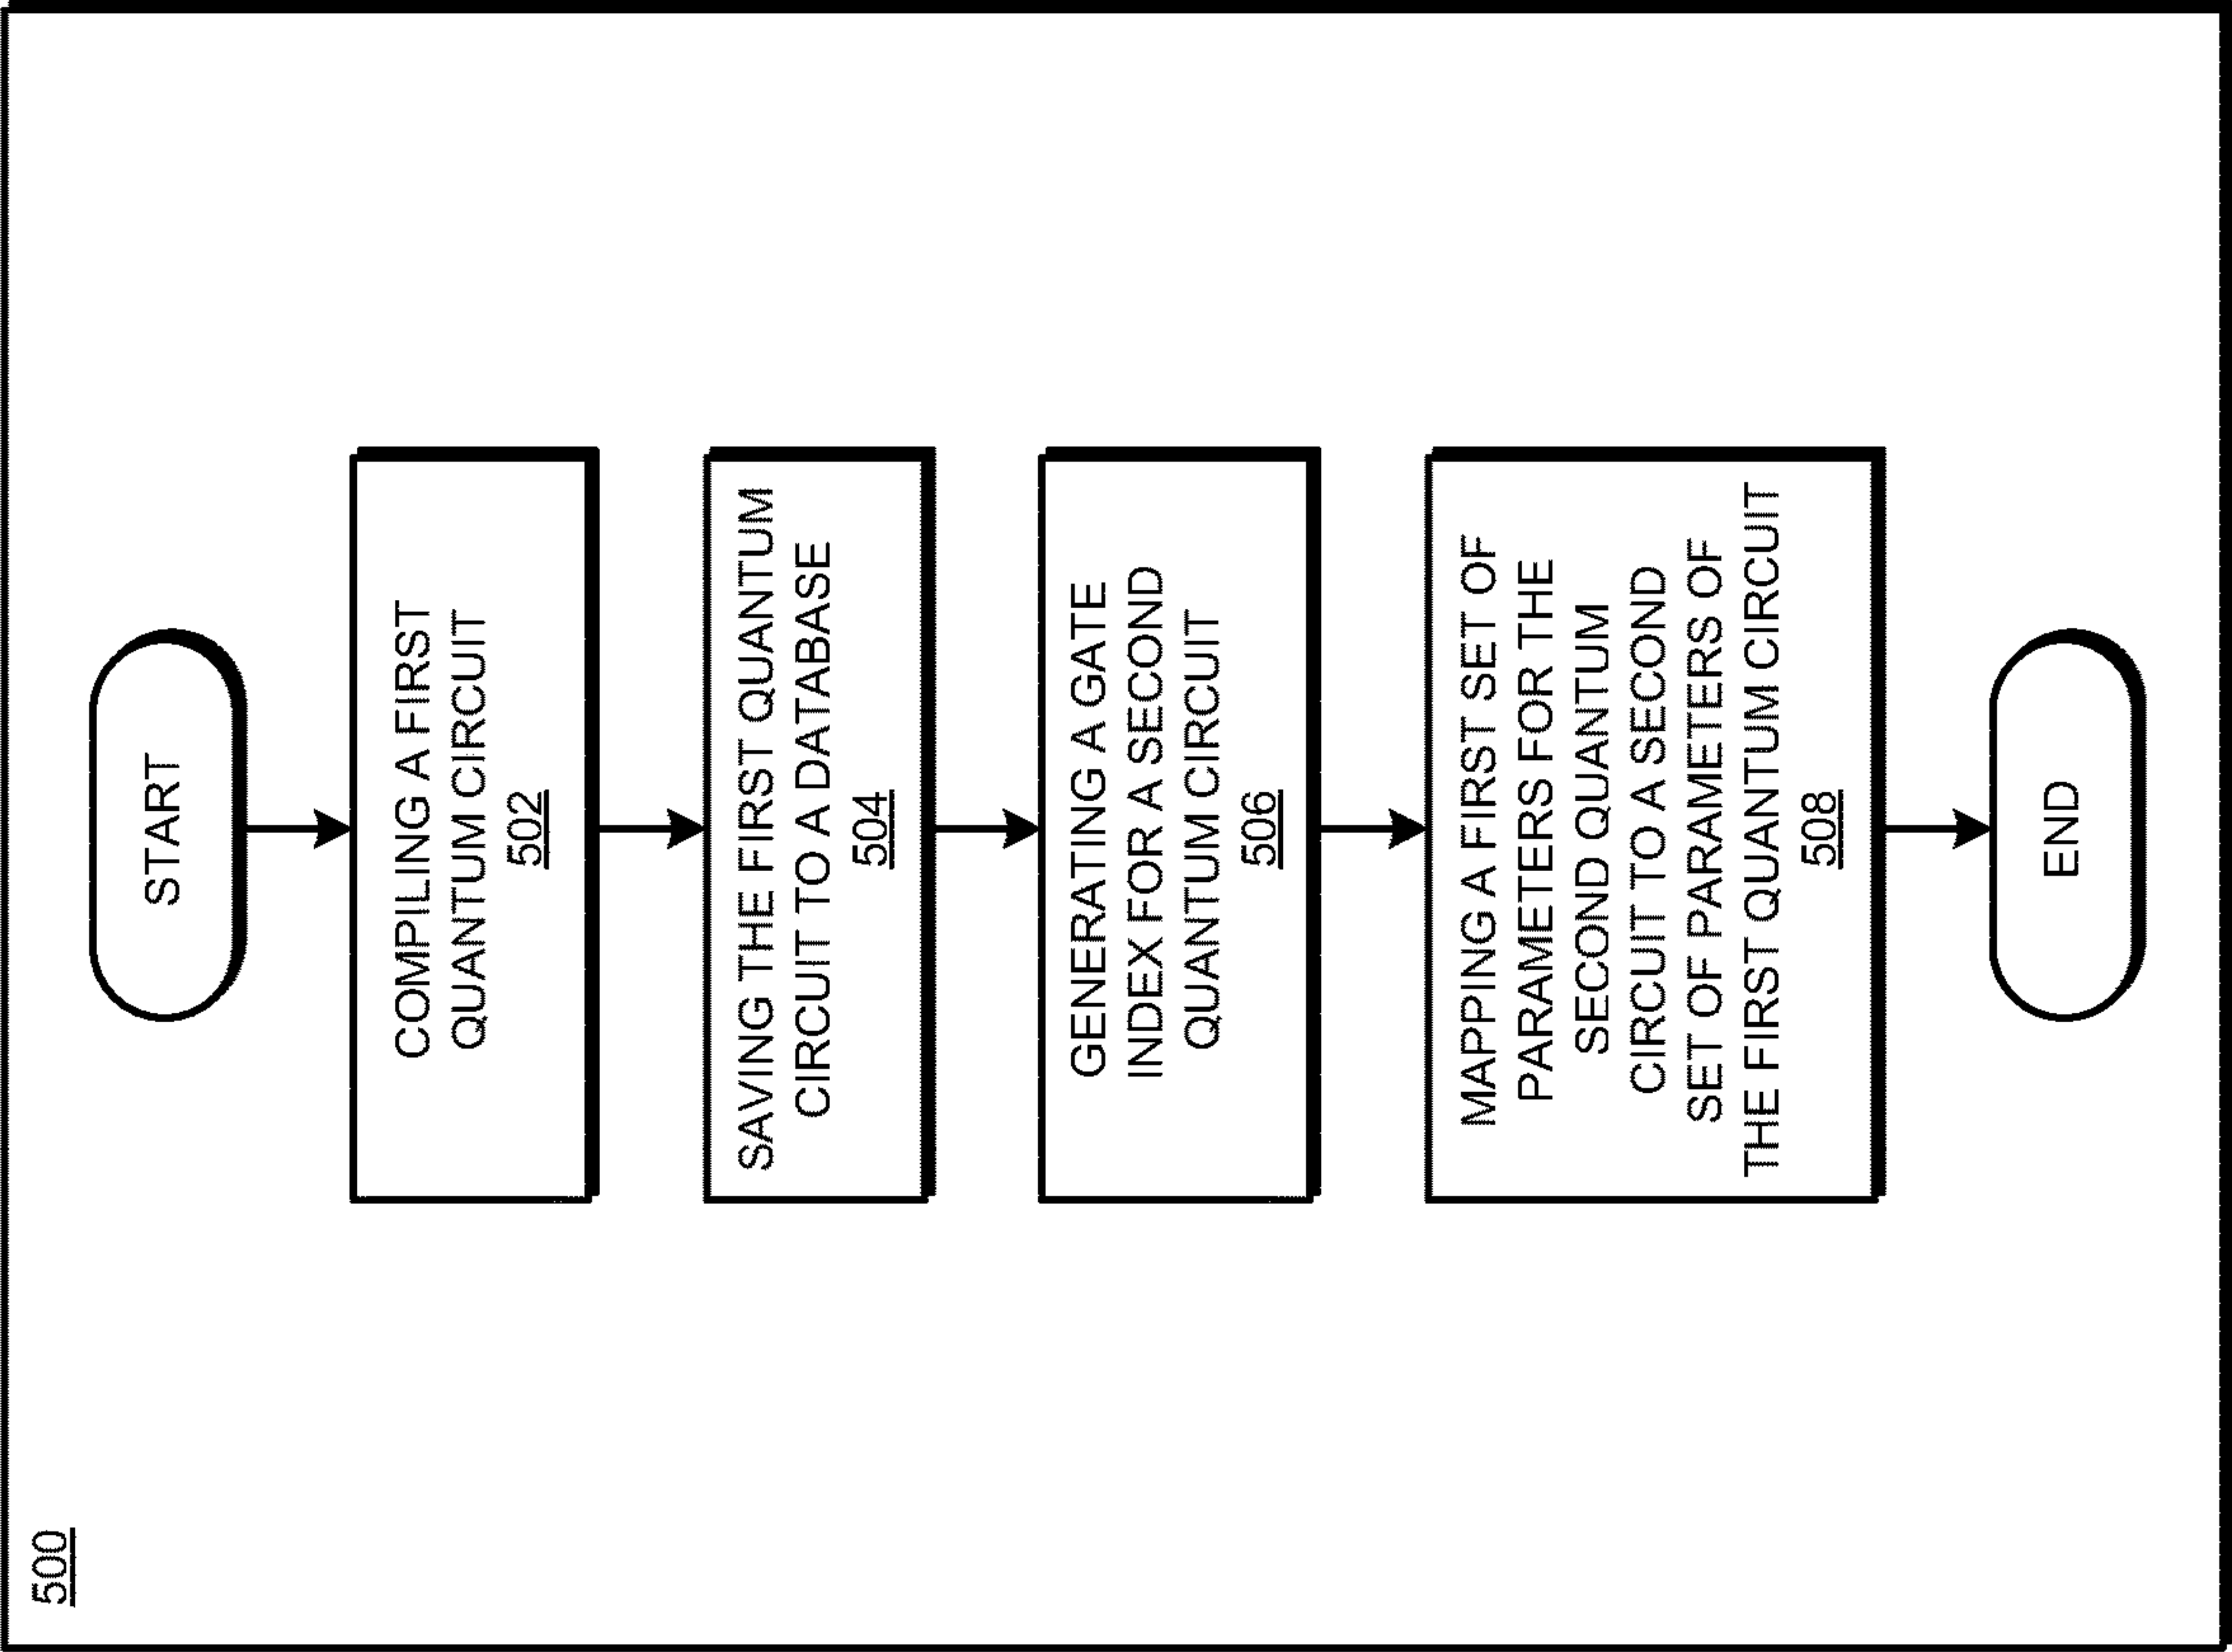 500
START
COMPILING A FIRST
QUANTUM CIRCUIT
502
SAVING THE FIRST QUANTUM
CIRCUIT TO A DATABASE
504
GENERATING A GATE
INDEX FOR A SECOND
QUANTUM CIRCUIT
506
MAPPING A FIRST SET OF
PARAMETERS FOR THE
SECOND QUANTUM
CIRCUIT TO A SECOND
SET OF PARAMETERS OF
THE FIRST QUANTUM CIRCUIT
508
END